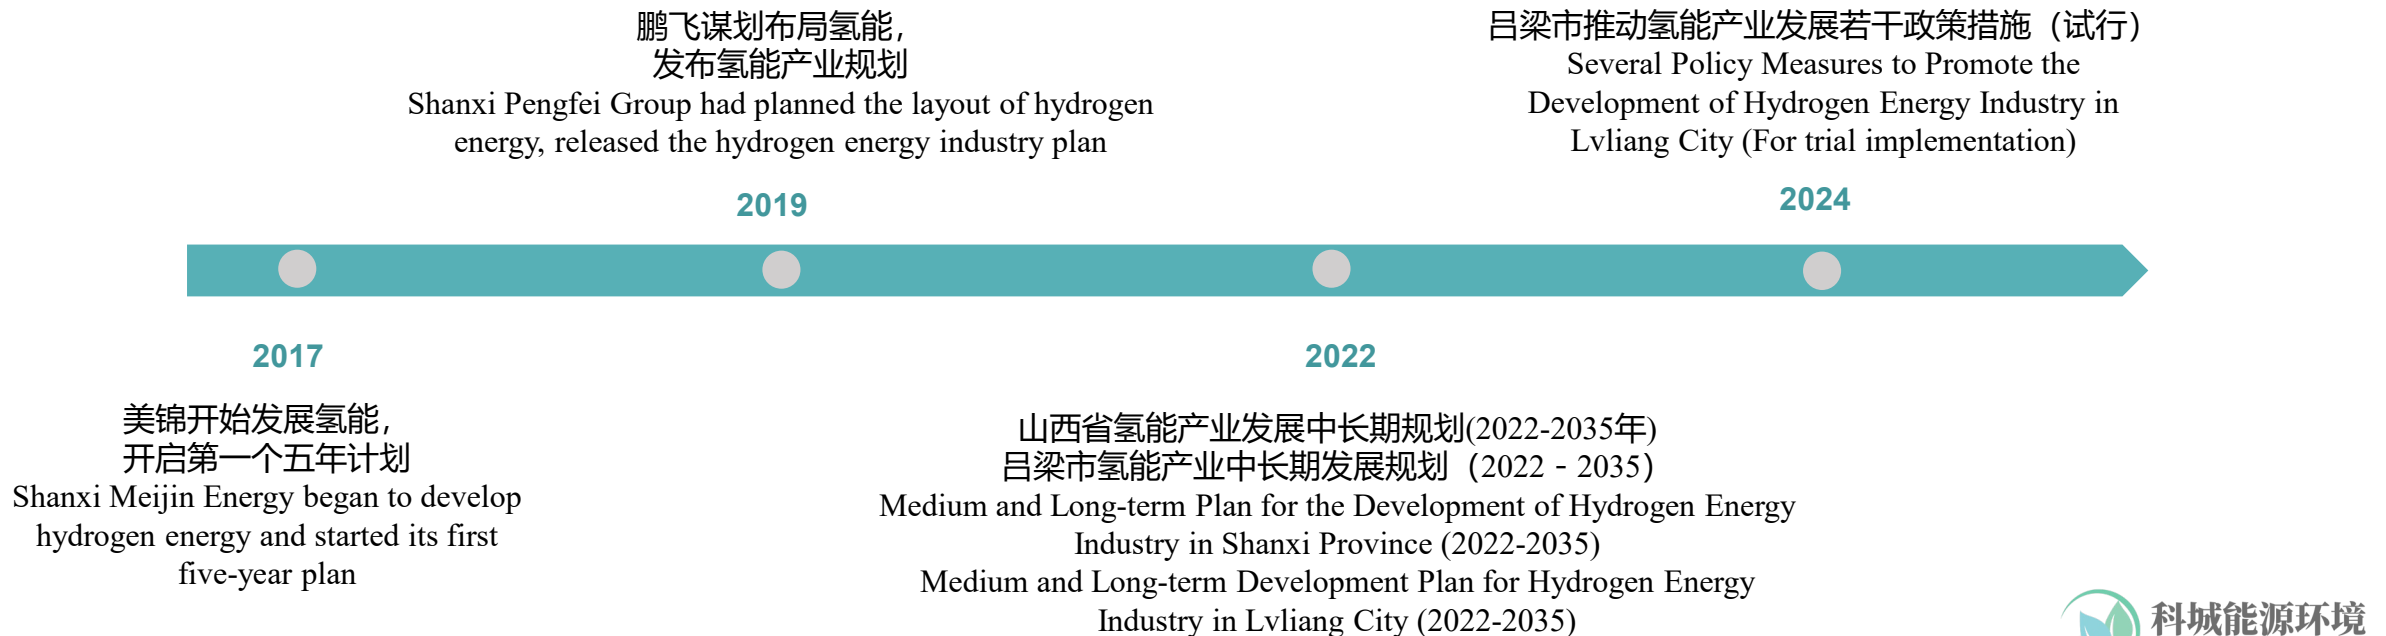 鹏飞谋划布局氢能，
发布氢能产业规划
Shanxi Pengfei Group had planned the layout of hydrogen
energy, released the hydrogen energy industry plan
2019
吕梁市推动氢能产业发展若干政策措施（试行）
Several Policy Measures to Promote the
Development of Hydrogen Energy Industry in
Lvliang City (For trial implementation)
2024
2017
美锦开始发展氢能，
开启第一个五年计划
Shanxi Meijin Energy began to develop
hydrogen energy and started its first
five-year plan
2022
山西省氢能产业发展中长期规划(2022-2035年)
吕梁市氢能产业中长期发展规划（2022 - 2035）
Medium and Long-term Plan for the Development of Hydrogen Energy
Industry in Shanxi Province (2022-2035)
Medium and Long-term Development Plan for Hydrogen Energy
Industry in Lvliang City (2022-2035)
科城能源环境